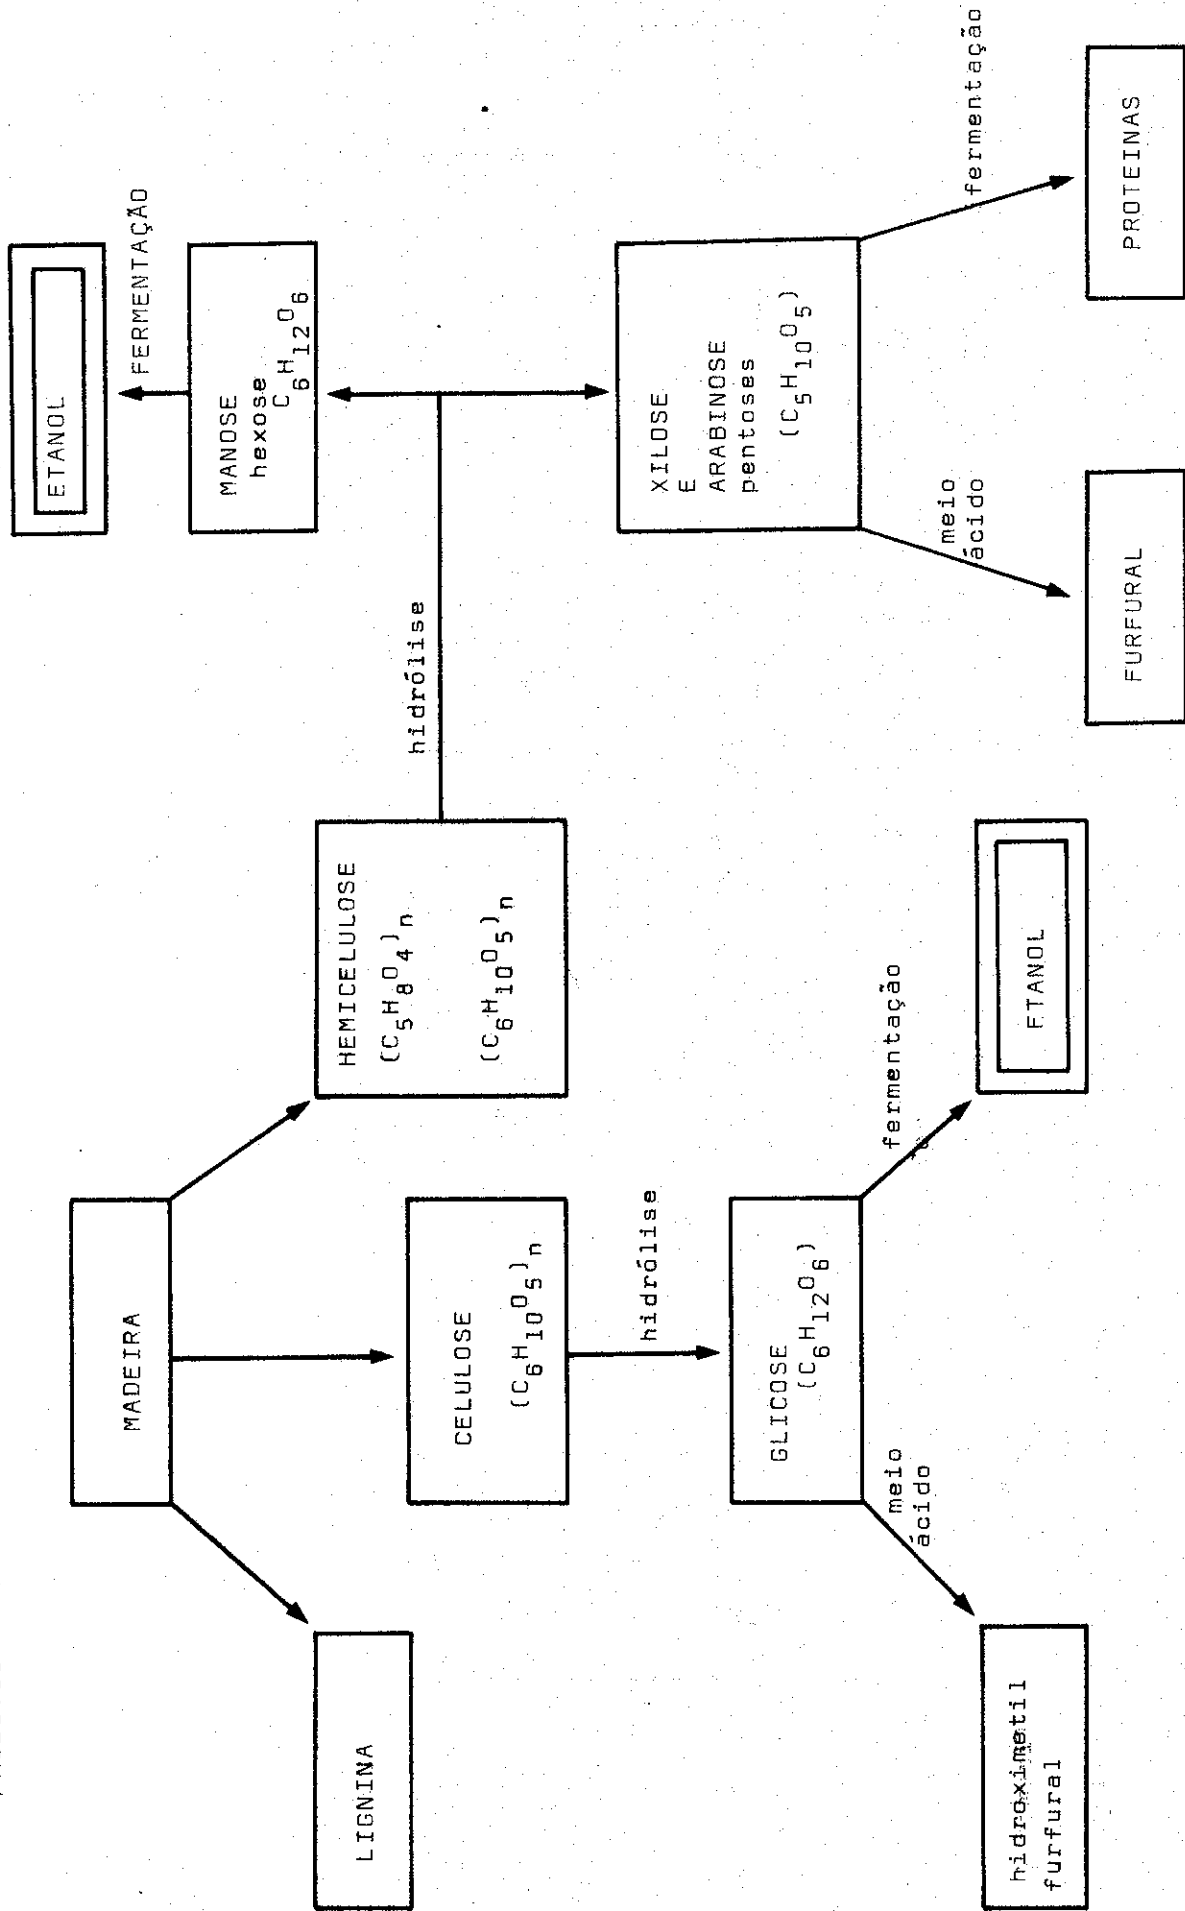 MADEIRA
LIGNINA
CELULOSE
(C6H10O5)n
HEMICELULOSE
(C5H8O4)n
(C6H10O5)n
hidrólise
GLICOSE
(C6H12O6)
meio
ácido
hidroximetil
furfural
fermentação
ETANOL
hidrólise
MANOSE
hexose
C6H12O6
FERMENTAÇÃO
ETANOL
XILOSE
E
ARABINOSE
pentoses
(C5H10O5)
meio
ácido
FURFURAL
fermentação
PROTEINAS